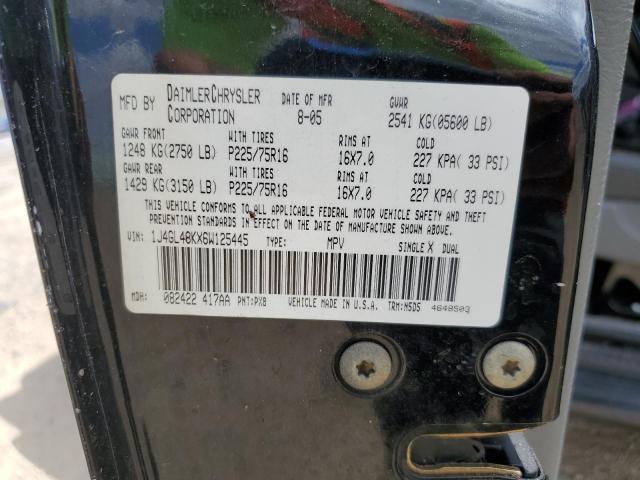 MFD BY DAIMLERCHRYSLER CORPORATION DATE OF MFR 8-05 GVWR 2541 KG(05600 LB)
GAWR FRONT WITH TIRES RIMS AT COLD
1248 KG(2750 LB) P225/75R16 16X7.0 227 KPA( 33 PSI)
GAWR REAR WITH TIRES RIMS AT COLD
1429 KG(3150 LB) P225/75R16 16X7.0 227 KPA( 33 PSI)
THIS VEHICLE CONFORMS TO ALL APPLICABLE FEDERAL MOTOR VEHICLE SAFETY AND THEFT
PREVENTION STANDARDS IN EFFECT ON THE DATE OF MANUFACTURE SHOWN ABOVE.
VIN: 1J4GL48KX6W125445 TYPE: MPV SINGLE X DUAL
MDH: 082422 417AA PNT:PX8 VEHICLE MADE IN U.S.A. TRM:N5DS 4648503